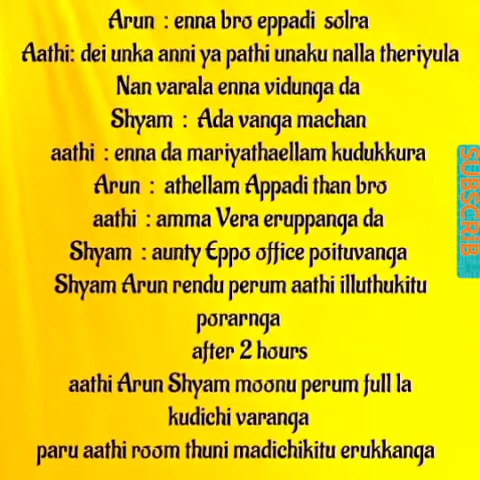 Arun : enna bro eppadi solra
Aathi: dei unka anni ya pathi unaku nalla theriyula
Nan varala enna vidunga da
Shyam : Ada vanga machan
aathi : enna da mariyathaellam kudukkura
Arun : athellam Appadi than bro
aathi : amma Vera eruppanga da
Shyam : aunty Eppo office poituvanga
Shyam Arun rendu perum aathi illuthukitu
porarnga
after 2 hours
aathi Arun Shyam moonu perum full la
kudichi varanga
paru aathi room thuni madichikitu erukkanga
SUBSCRIB